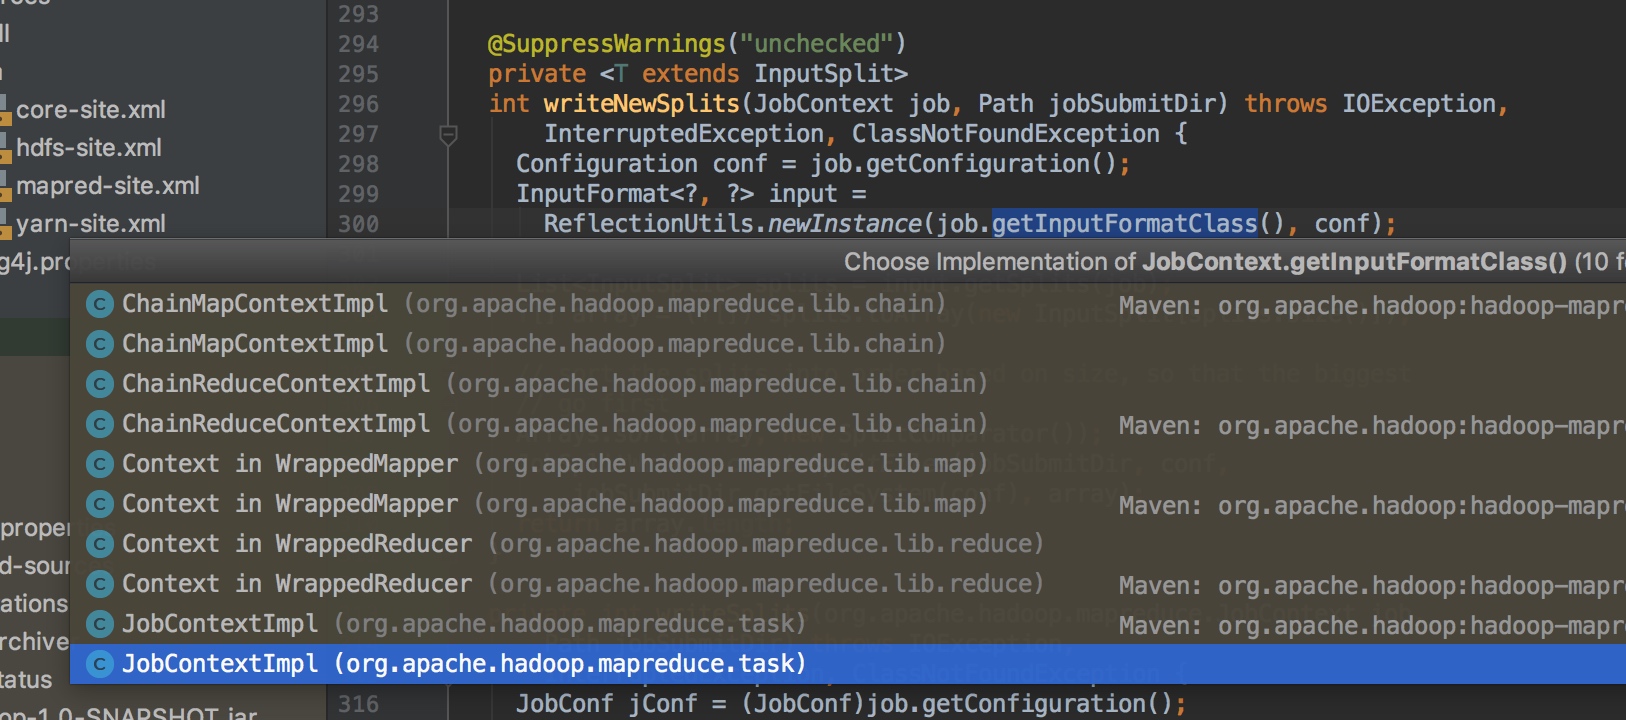 293
294 @SuppressWarnings("unchecked")
295 private <T extends InputSplit>
296 int writeNewSplits(JobContext job, Path jobSubmitDir) throws IOException,
297 InterruptedException, ClassNotFoundException {
298 Configuration conf = job.getConfiguration();
299 InputFormat<?, ?> input =
300 ReflectionUtils.newInstance(job.getInputFormatClass(), conf);
core-site.xml
hdfs-site.xml
mapred-site.xml
yarn-site.xml
g4j.properties
Choose Implementation of JobContext.getInputFormatClass() (10 f
ChainMapContextImpl (org.apache.hadoop.mapreduce.lib.chain) Maven: org.apache.hadoop:hadoop-mapr
ChainMapContextImpl (org.apache.hadoop.mapreduce.lib.chain)
ChainReduceContextImpl (org.apache.hadoop.mapreduce.lib.chain)
ChainReduceContextImpl (org.apache.hadoop.mapreduce.lib.chain) Maven: org.apache.hadoop:hadoop-mapr
Context in WrappedMapper (org.apache.hadoop.mapreduce.lib.map)
Context in WrappedMapper (org.apache.hadoop.mapreduce.lib.map) Maven: org.apache.hadoop:hadoop-mapr
Context in WrappedReducer (org.apache.hadoop.mapreduce.lib.reduce)
Context in WrappedReducer (org.apache.hadoop.mapreduce.lib.reduce) Maven: org.apache.hadoop:hadoop-mapr
JobContextImpl (org.apache.hadoop.mapreduce.task) Maven: org.apache.hadoop:hadoop-mapr
JobContextImpl (org.apache.hadoop.mapreduce.task)
proper
d-sour
ations
rchive
tatus
op-1.0-SNAPSHOT.jar
316 JobConf jConf = (JobConf)job.getConfiguration();